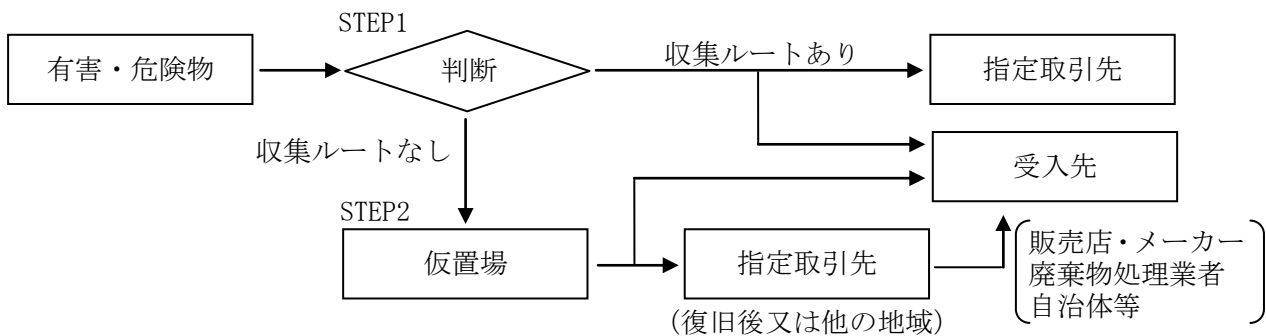 STEP1
有害・危険物
判断
収集ルートあり
指定取引先
収集ルートなし
受入先
STEP2
仮置場
指定取引先
(復旧後又は他の地域)
販売店・メーカー
廃棄物処理業者
自治体等